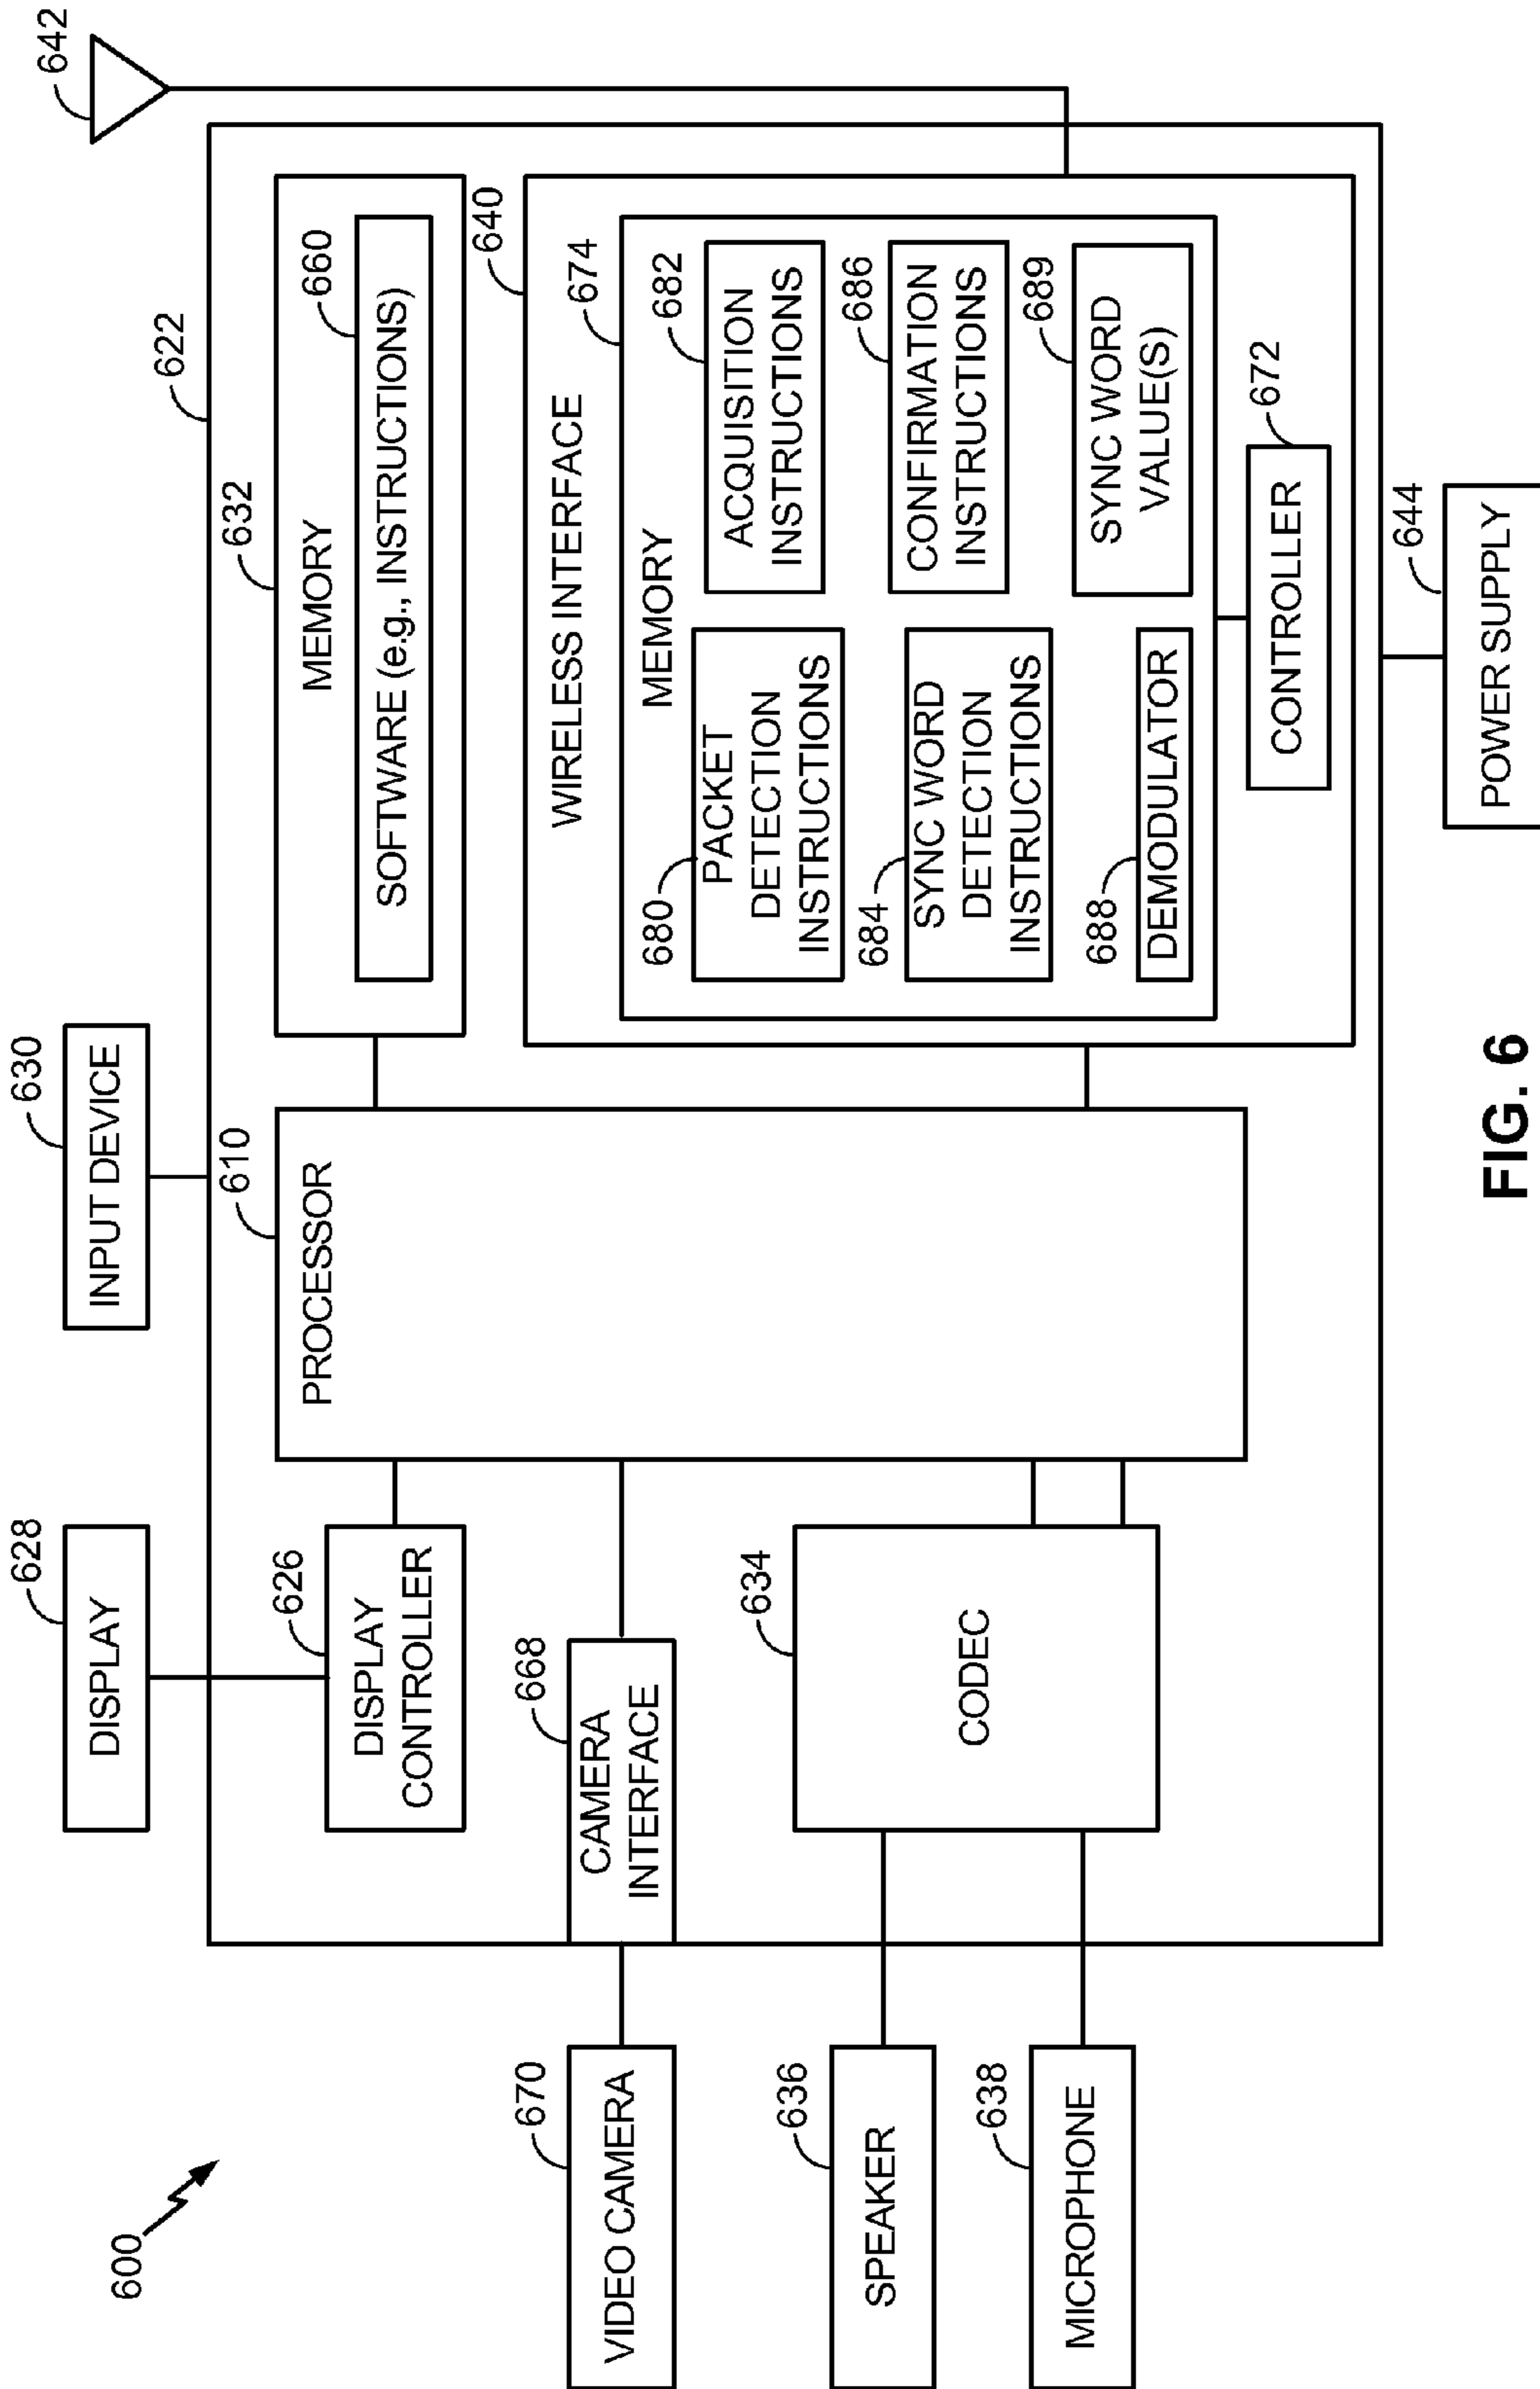 600
628
DISPLAY
630
INPUT DEVICE
642
622
626
DISPLAY
CONTROLLER
610
PROCESSOR
632
MEMORY
660
SOFTWARE (e.g., INSTRUCTIONS)
670
VIDEO CAMERA
668
CAMERA
INTERFACE
640
WIRELESS INTERFACE
674
MEMORY
680
PACKET
DETECTION
INSTRUCTIONS
682
ACQUISITION
INSTRUCTIONS
636
SPEAKER
634
CODEC
684
SYNC WORD
DETECTION
INSTRUCTIONS
686
CONFIRMATION
INSTRUCTIONS
638
MICROPHONE
688
DEMODULATOR
689
SYNC WORD
VALUE(S)
672
CONTROLLER
644
POWER SUPPLY
FIG. 6